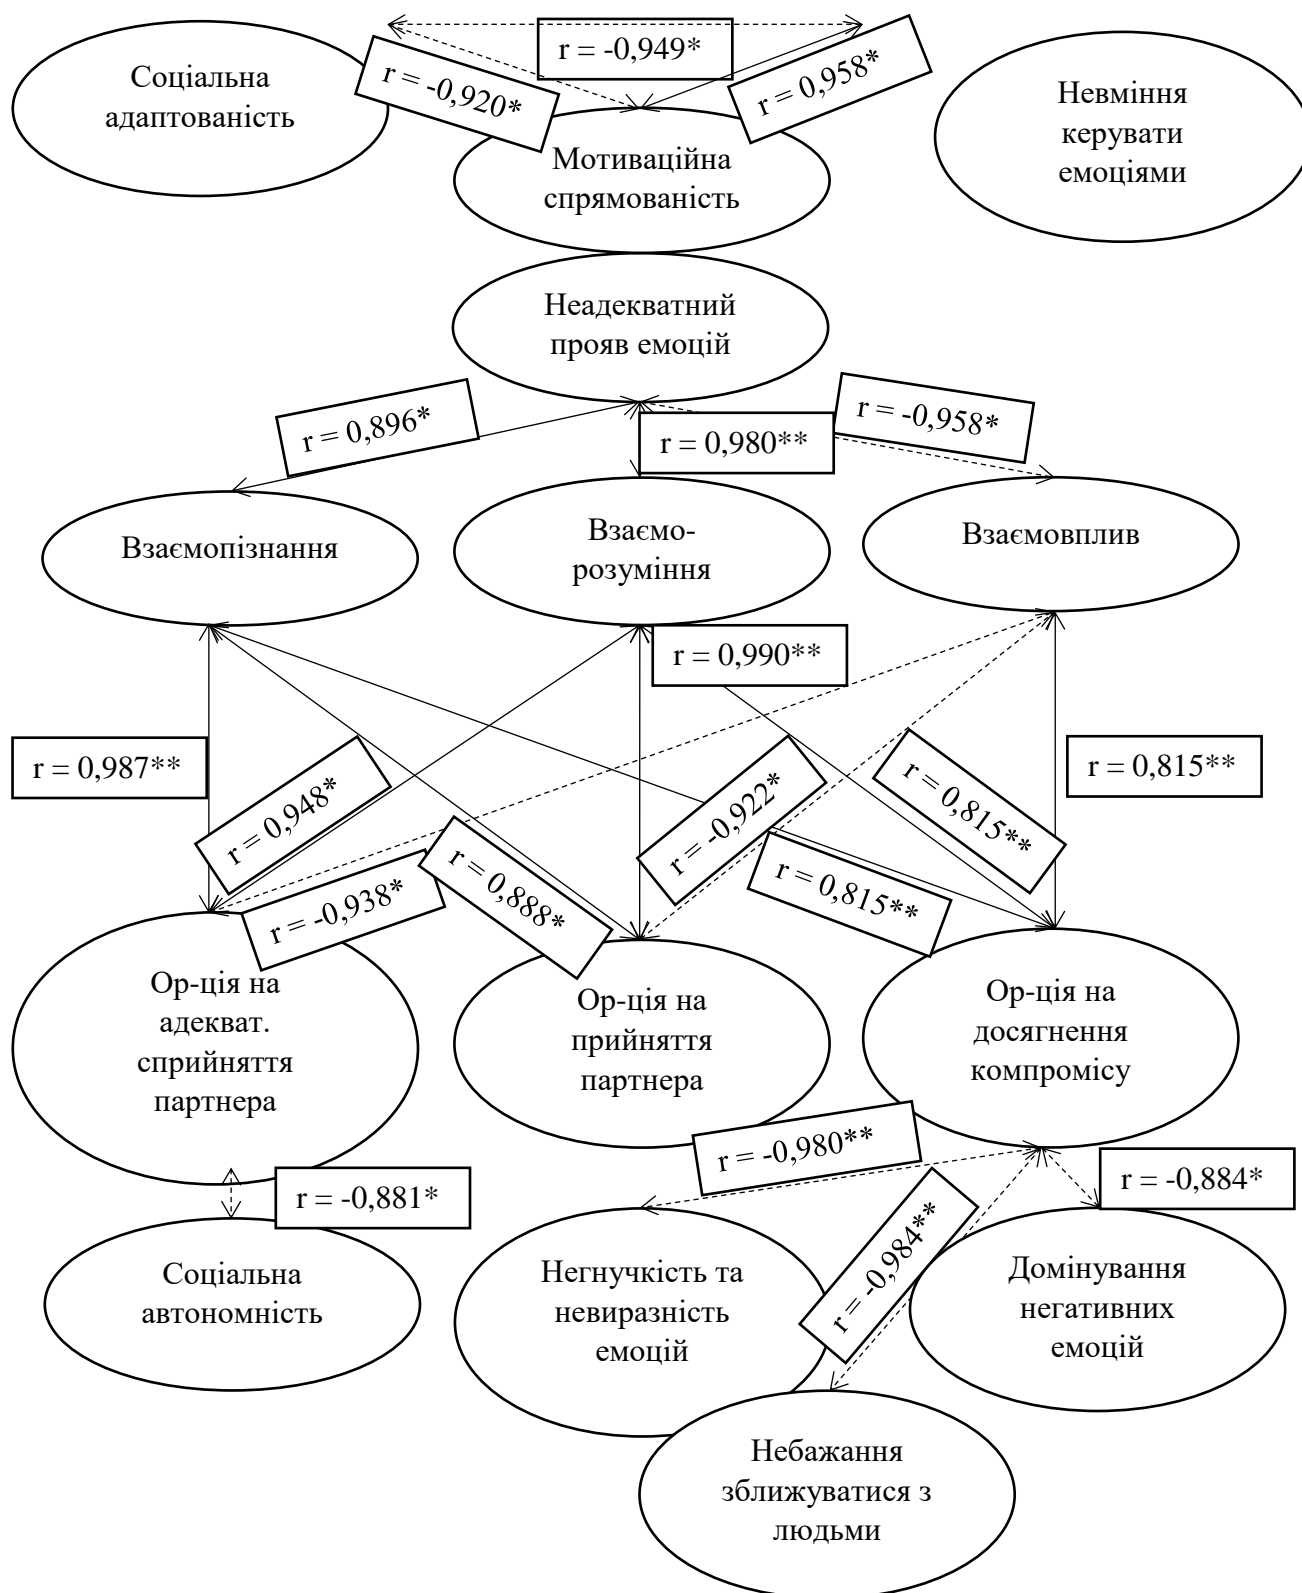 r = -0,949*
r = -0,920*
r = 0,958*
Соціальна
адаптованість
Мотиваційна
спрямованість
Невміння
керувати
емоціями
Неадекватний
прояв емоцій
r = 0,896*
r = 0,980**
r = -0,958*
Взаємопізнання
Взаємо-
розуміння
Взаємовплив
r = 0,990**
r = 0,987**
r = 0,948*
r = -0,922*
r = 0,815**
r = 0,815**
r = -0,938*
r = 0,888*
r = 0,815**
Ор-ція на
адекват.
сприйняття
партнера
Ор-ція на
прийняття
партнера
Ор-ція на
досягнення
компромісу
r = -0,881*
r = -0,980**
r = -0,984**
r = -0,884*
Соціальна
автономність
Негнучкість та
невиразність
емоцій
Домінування
негативних
емоцій
Небажання
зближуватися з
людьми